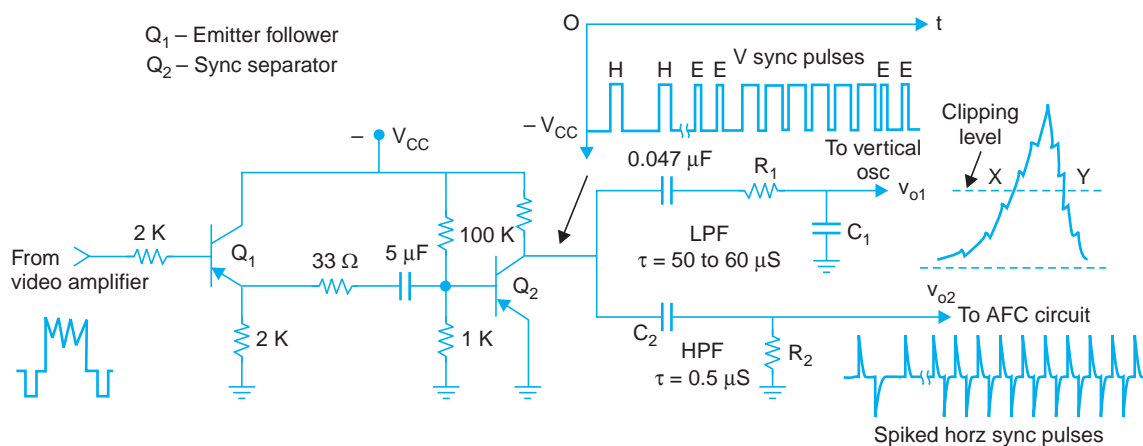 Q1 – Emitter follower
Q2 – Sync separator
O
t
V sync pulses
H
H
E E
E E
– VCC
– VCC
To vertical
osc
Clipping
level
X
Y
0.047 μF
R1
vo1
C1
LPF
τ = 50 to 60 μS
100 K
2 K
Q1
From
video amplifier
33 Ω
5 μF
Q2
2 K
1 K
C2
HPF
τ = 0.5 μS
R2
vo2
To AFC circuit
Spiked horz sync pulses